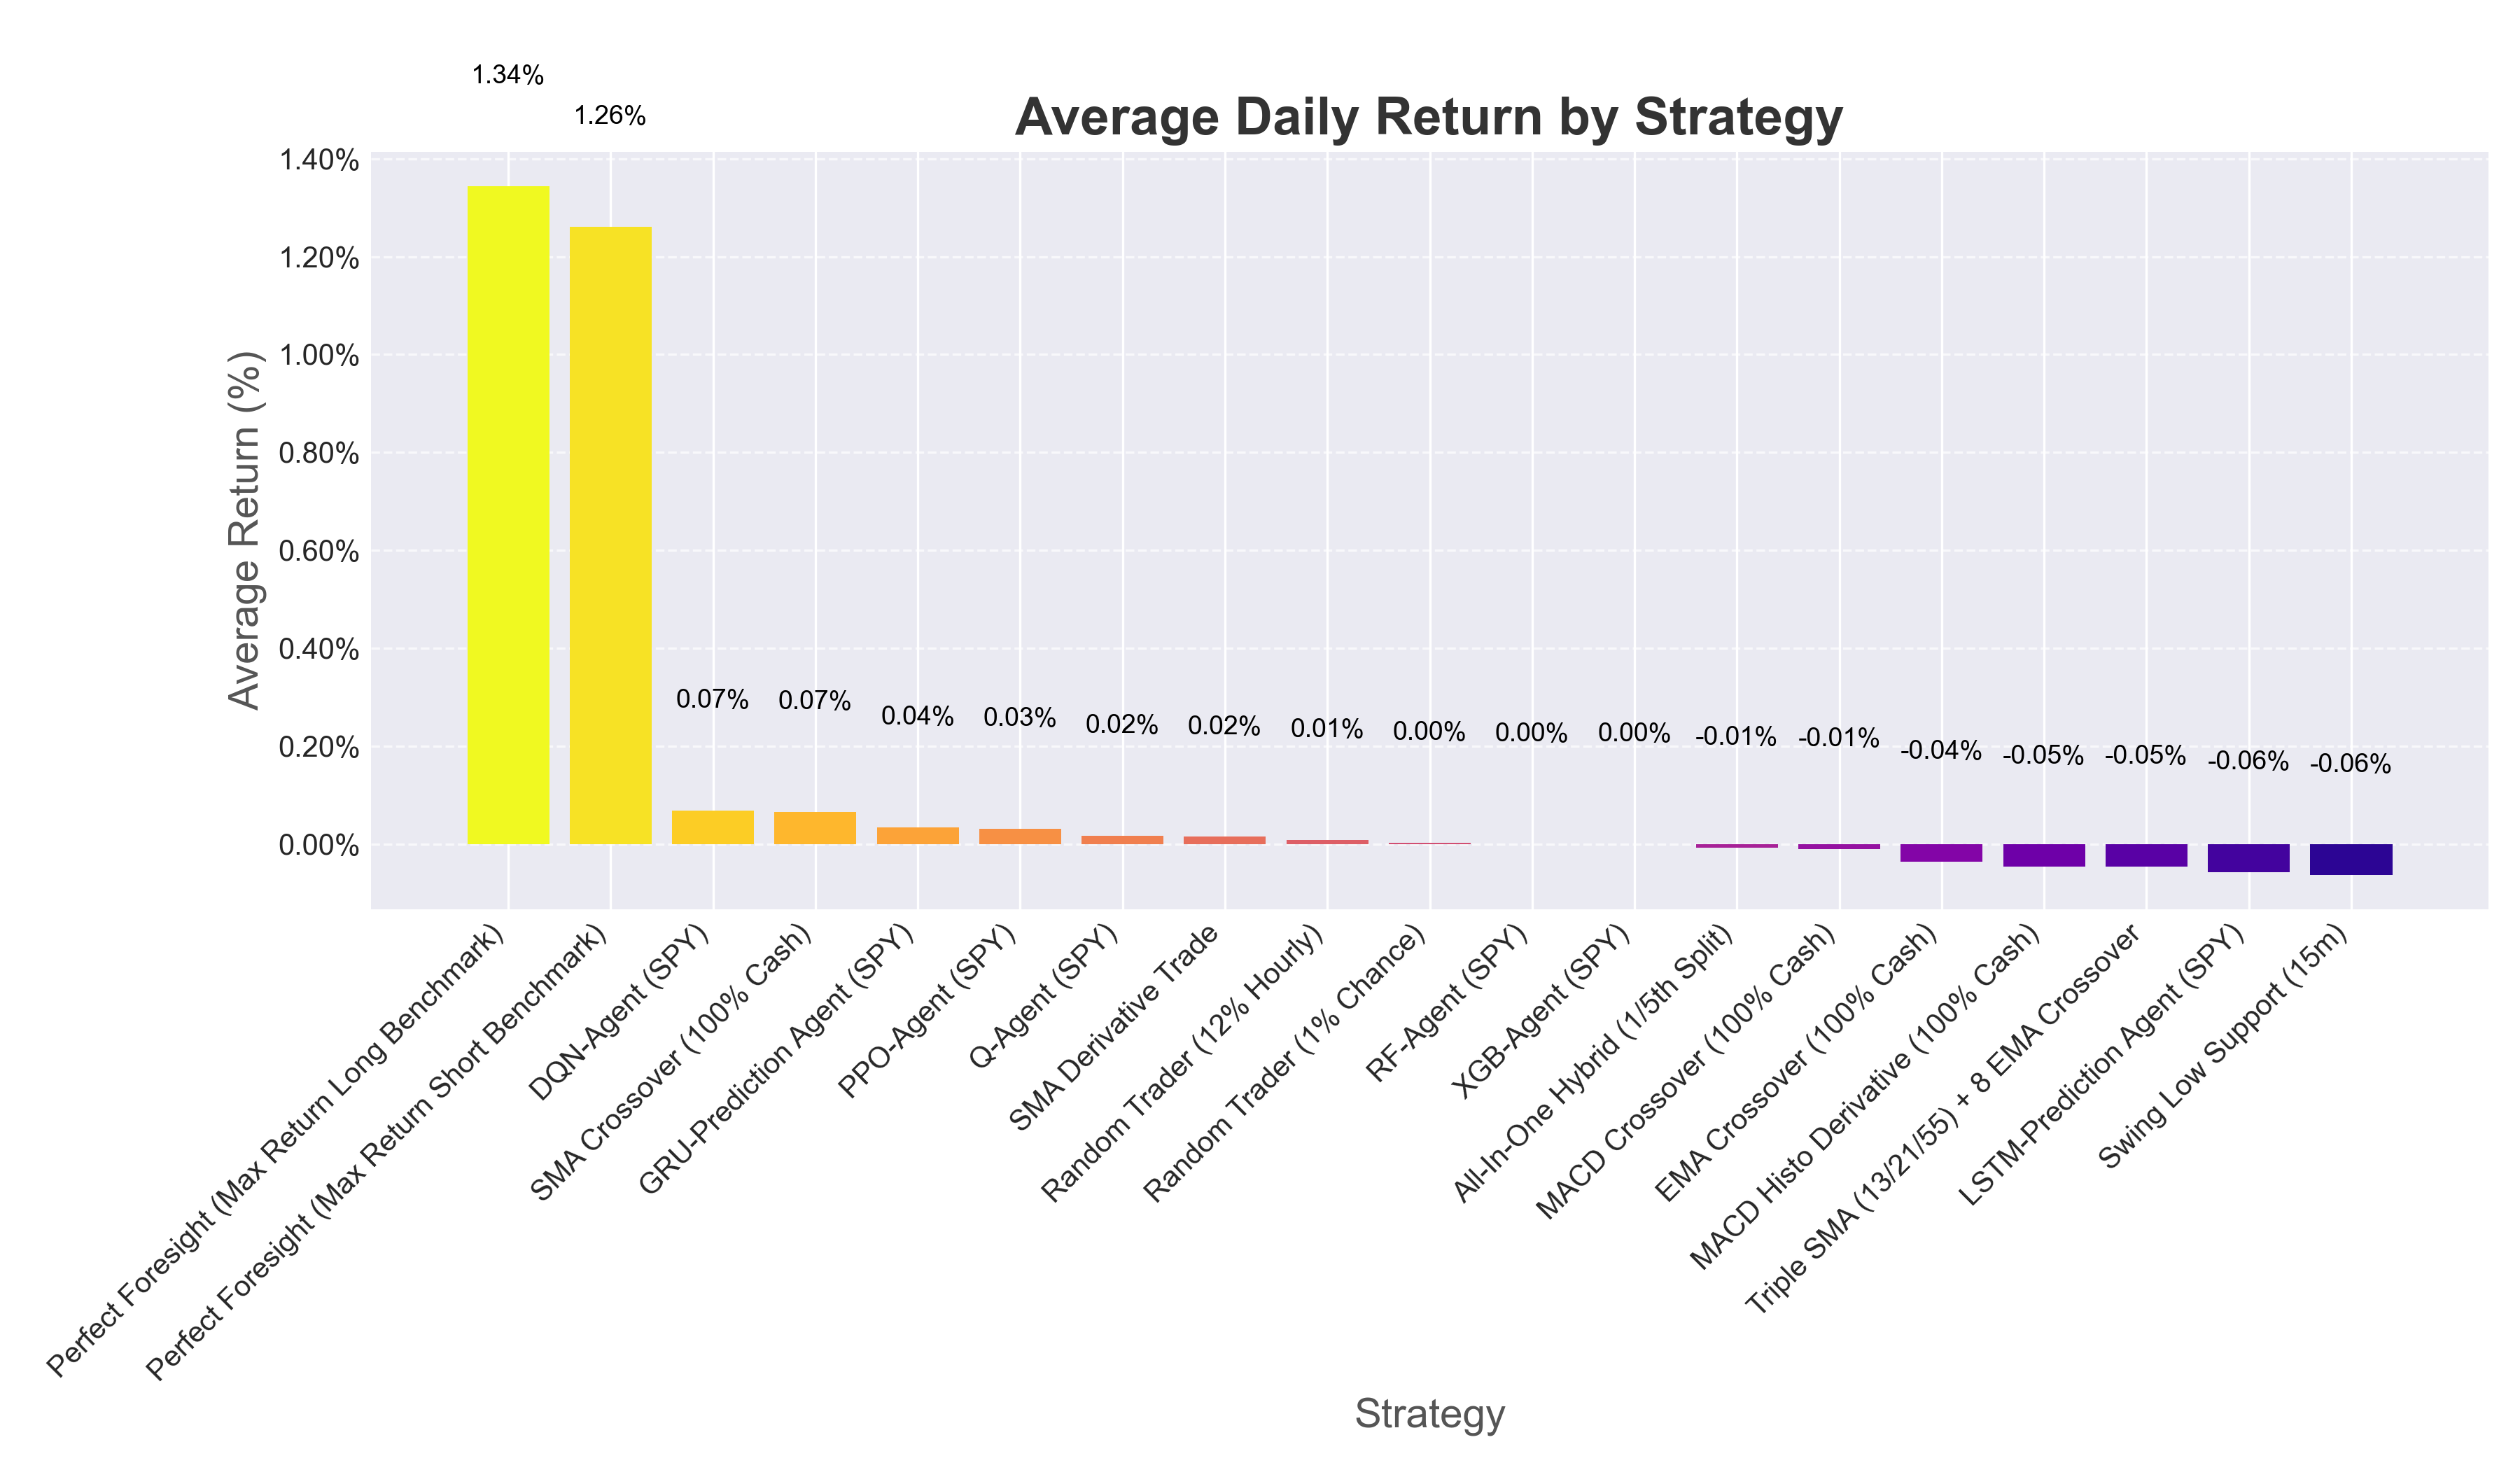 1.34%
1.26%
Average Daily Return by Strategy
1.40%
1.20%
1.00%
0.80%
0.60%
0.40%
0.20%
0.00%
Average Return (%)
0.07%
0.07%
0.04%
0.03%
0.02%
0.02%
0.01%
0.00%
0.00%
0.00%
-0.01%
-0.01%
-0.04%
-0.05%
-0.05%
-0.06%
-0.06%
Perfect Foresight (Max Return Long Benchmark)
Perfect Foresight (Max Return Short Benchmark)
DQN-Agent (SPY)
SMA Crossover (100% Cash)
GRU-Prediction Agent (SPY)
PPO-Agent (SPY)
Q-Agent (SPY)
SMA Derivative Trade
Random Trader (12% Hourly)
Random Trader (1% Chance)
RF-Agent (SPY)
XGB-Agent (SPY)
All-In-One Hybrid (1/5th Split)
MACD Crossover (100% Cash)
EMA Crossover (100% Cash)
MACD Histo Derivative (100% Cash)
Triple SMA (13/21/55) + 8 EMA Crossover
LSTM-Prediction Agent (SPY)
Swing Low Support (15m)
Strategy